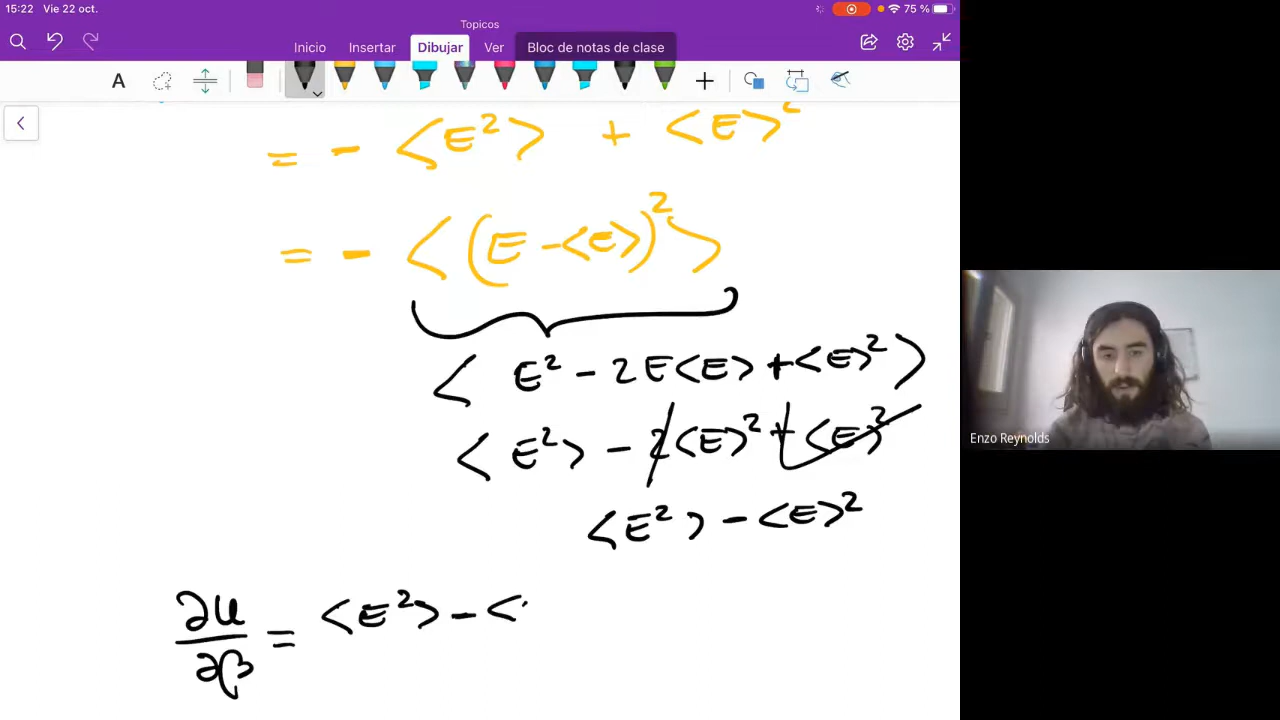 15:22 Vie 22 oct. 75 %
Topicos
Inicio Insertar Dibujar Ver Bloc de notas de clase
A
= - <E²> + <E>²
= - <(E - <E>)²>
< E² - 2E<E> + <E>² >
<E²> - 2<E>² + <E>²
<E²> - <E>²
∂U/∂β = <E²> - <
Enzo Reynolds